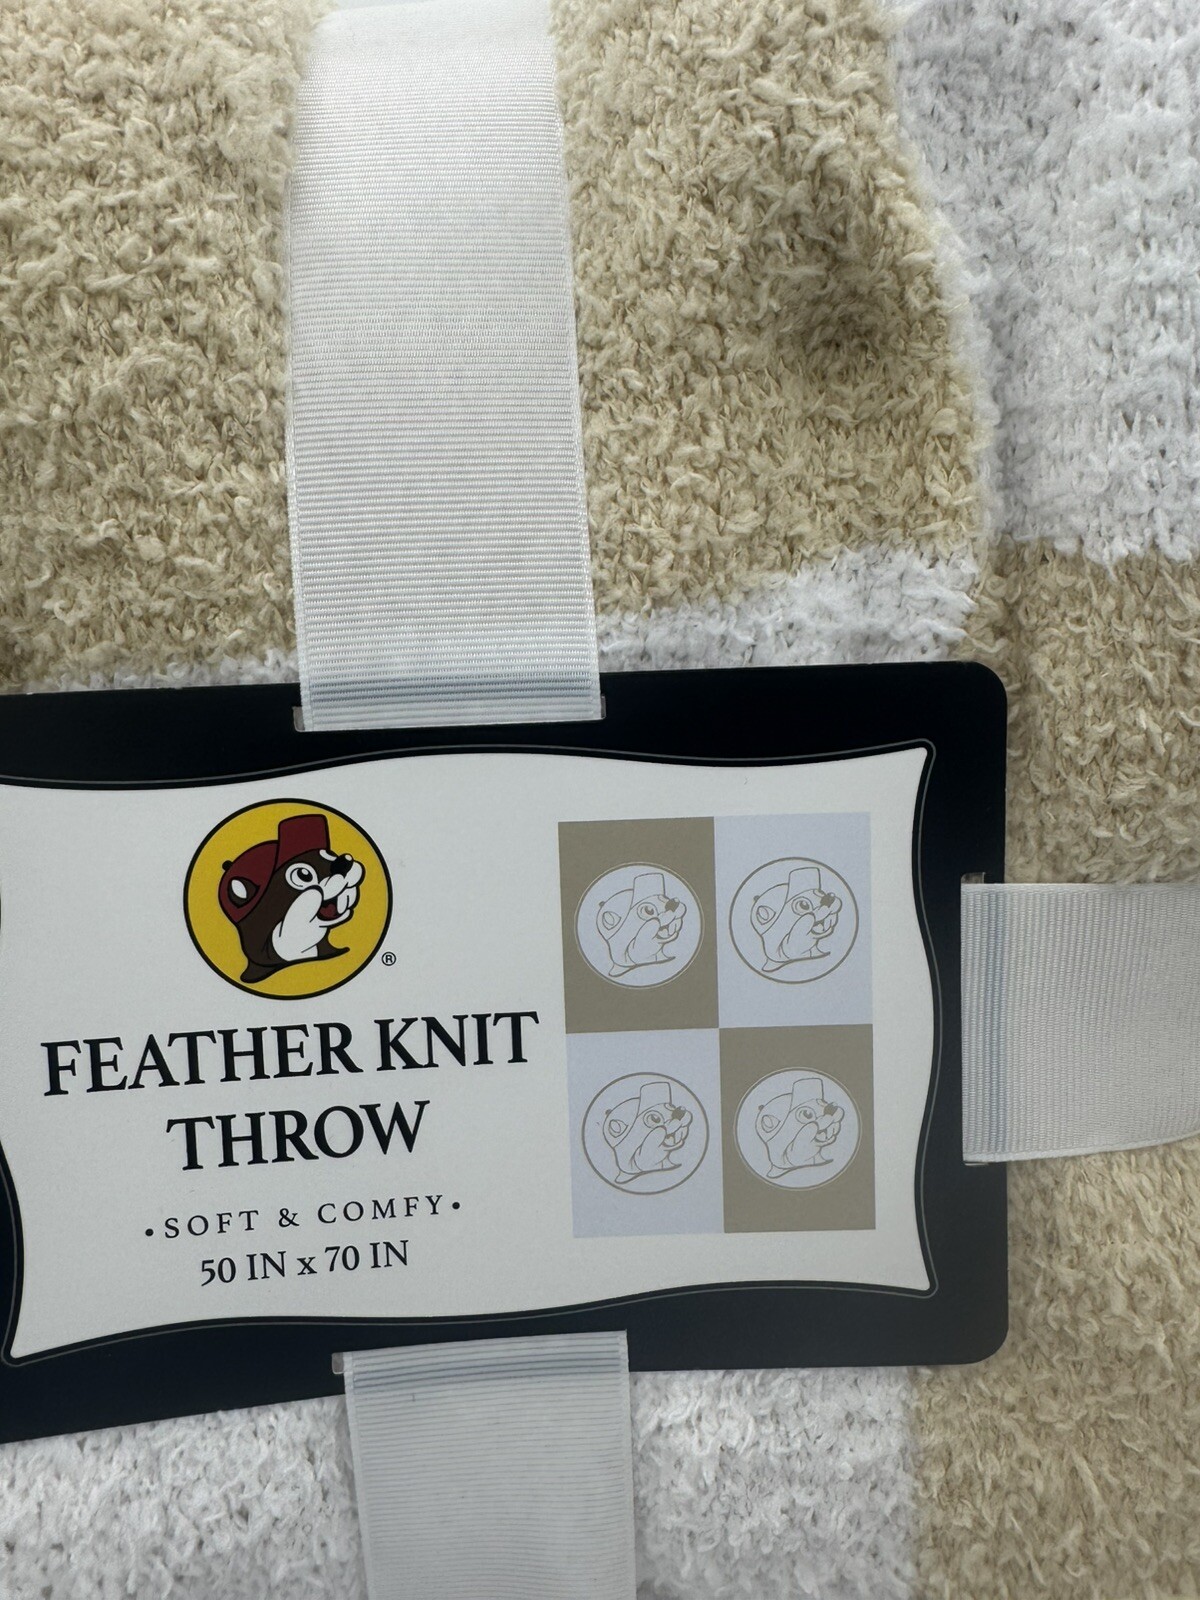 ®
FEATHER KNIT
THROW
•SOFT & COMFY•
50 IN x 70 IN